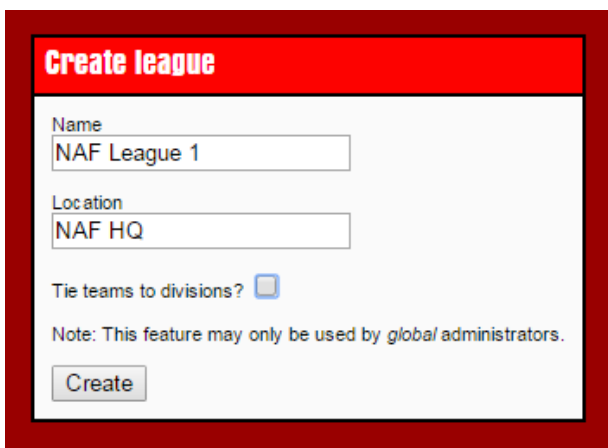 Create league
Name
NAF League 1
Location
NAF HQ
Tie teams to divisions?
Note: This feature may only be used by global administrators.
Create